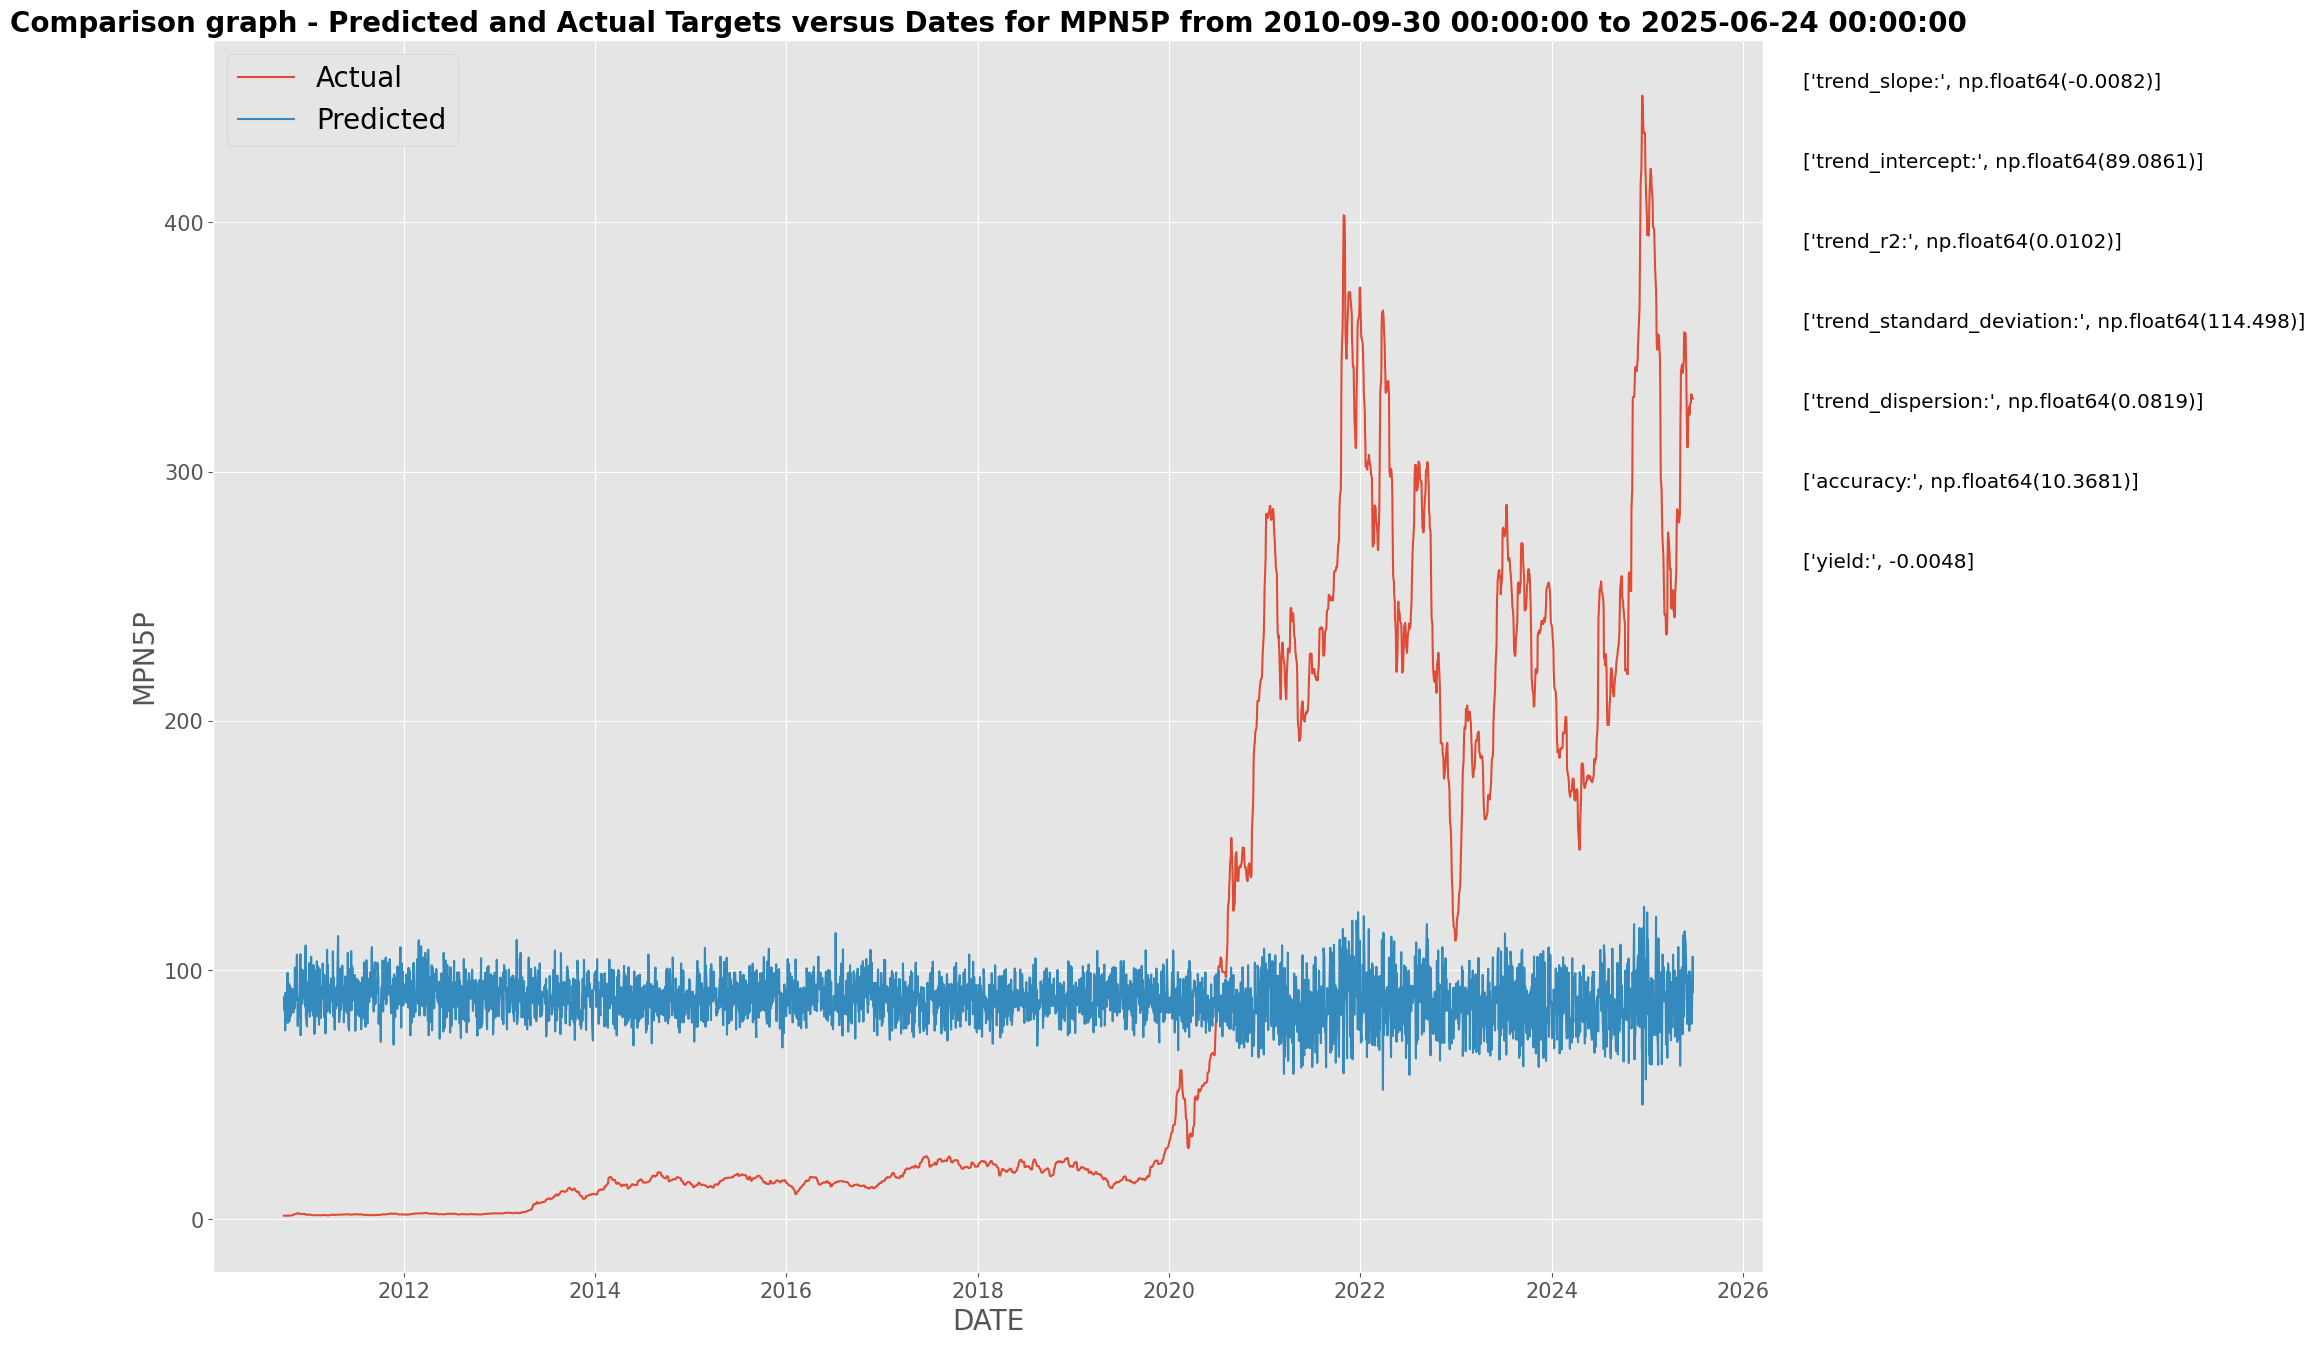 Comparison graph - Predicted and Actual Targets versus Dates for MPN5P from 2010-09-30 00:00:00 to 2025-06-24 00:00:00
Actual
Predicted
['trend_slope:', np.float64(-0.0082)]
['trend_intercept:', np.float64(89.0861)]
['trend_r2:', np.float64(0.0102)]
['trend_standard_deviation:', np.float64(114.498)]
['trend_dispersion:', np.float64(0.0819)]
['accuracy:', np.float64(10.3681)]
['yield:', -0.0048]
MPN5P
400
300
200
100
0
2012 2014 2016 2018 2020 2022 2024 2026
DATE